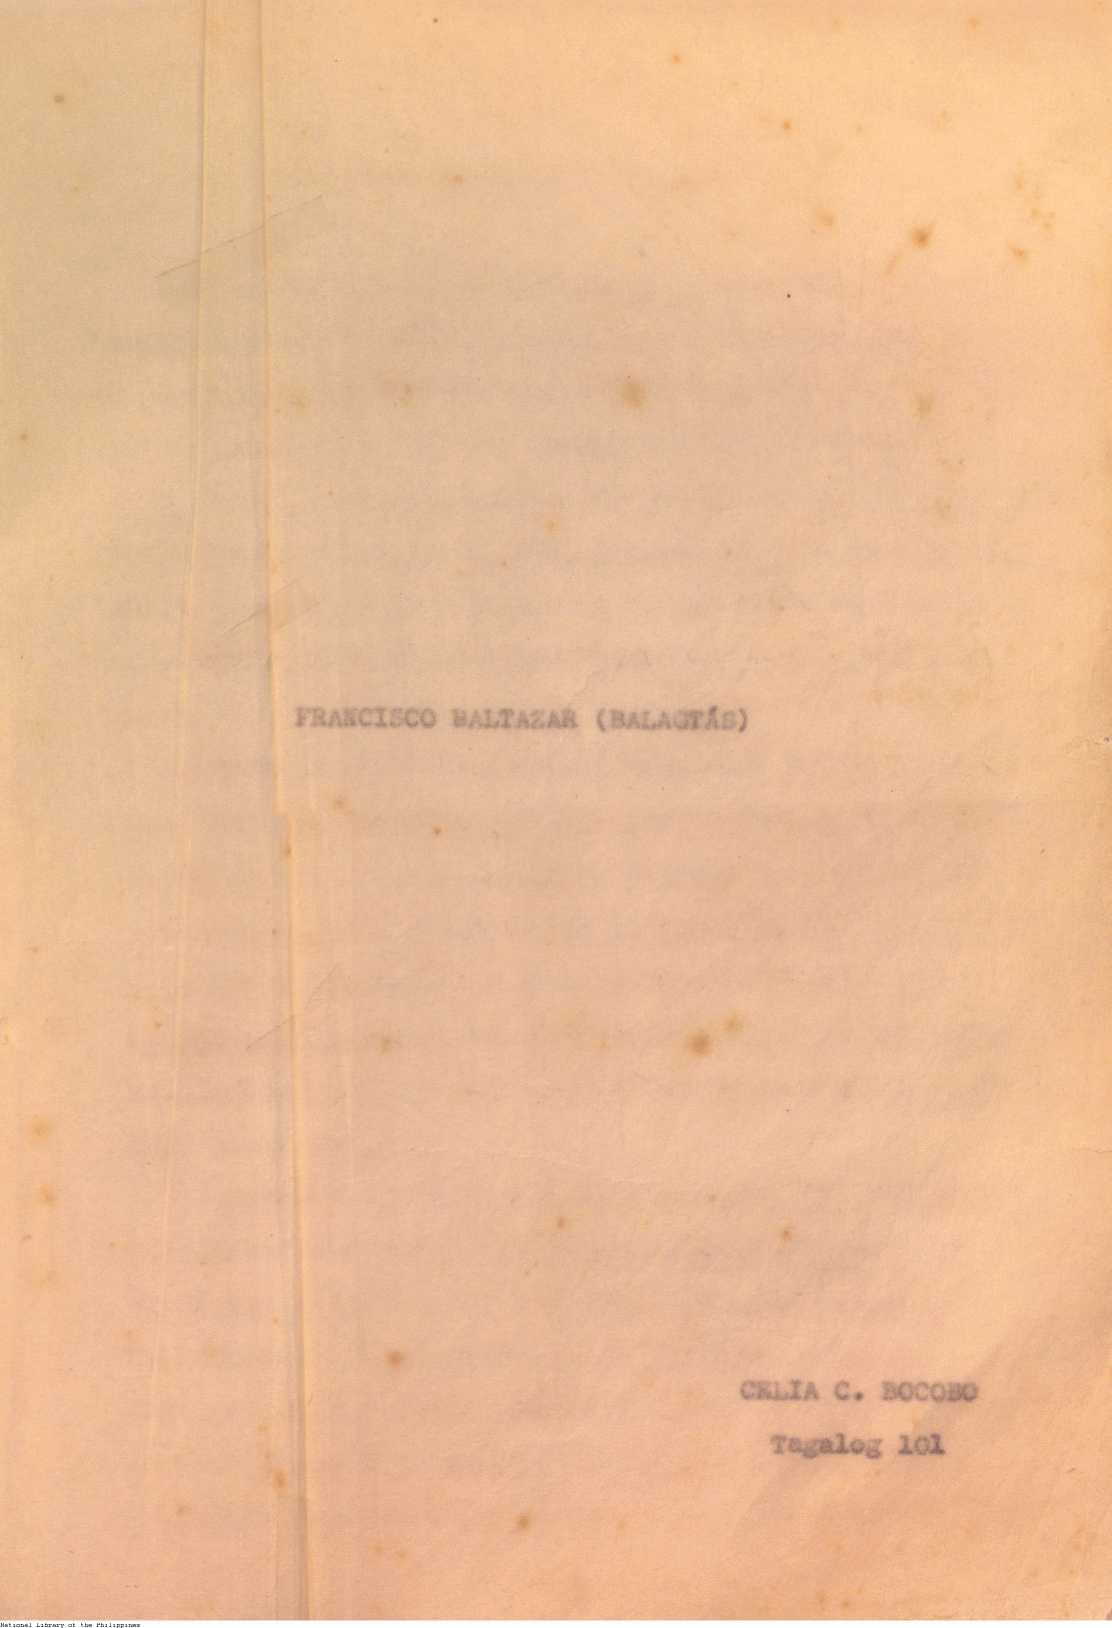 FRANCISCO BALTAZAR (BALAGTÁS)
CELIA C. BOCOBO
Tagalog 101
National Library of the Philippines